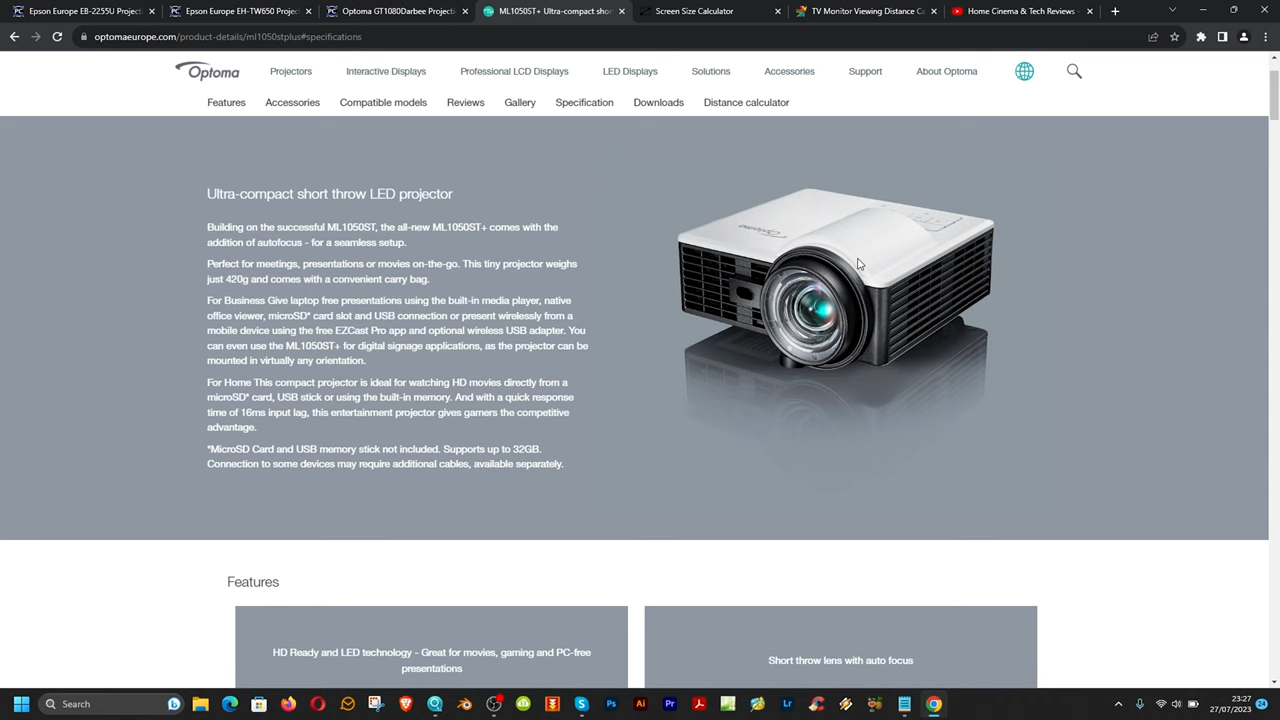 Epson Europe EB-2255U Project
Epson Europe EH-TW650 Project
Optoma GT1080Darbee Projecto
ML1050ST+ Ultra-compact shor
Screen Size Calculator
TV Monitor Viewing Distance Ca
Home Cinema & Tech Reviews -
optomaeurope.com/product-details/ml1050stplus#specifications
Optoma
Projectors
Interactive Displays
Professional LCD Displays
LED Displays
Solutions
Accessories
Support
About Optoma
Features
Accessories
Compatible models
Reviews
Gallery
Specification
Downloads
Distance calculator
Ultra-compact short throw LED projector
Building on the successful ML1050ST, the all-new ML1050ST+ comes with the
addition of autofocus - for a seamless setup.
Perfect for meetings, presentations or movies on-the-go. This tiny projector weighs
just 420g and comes with a convenient carry bag.
For Business Give laptop free presentations using the built-in media player, native
office viewer, microSD* card slot and USB connection or present wirelessly from a
mobile device using the free EZCast Pro app and optional wireless USB adapter. You
can even use the ML1050ST+ for digital signage applications, as the projector can be
mounted in virtually any orientation.
For Home This compact projector is ideal for watching HD movies directly from a
microSD* card, USB stick or using the built-in memory. And with a quick response
time of 16ms input lag, this entertainment projector gives gamers the competitive
advantage.
*MicroSD Card and USB memory stick not included. Supports up to 32GB.
Connection to some devices may require additional cables, available separately.
Optoma
Features
HD Ready and LED technology - Great for movies, gaming and PC-free
presentations
Short throw lens with auto focus
Search
Ps
Ai
Pr
Lr
23:27
27/07/2023
24